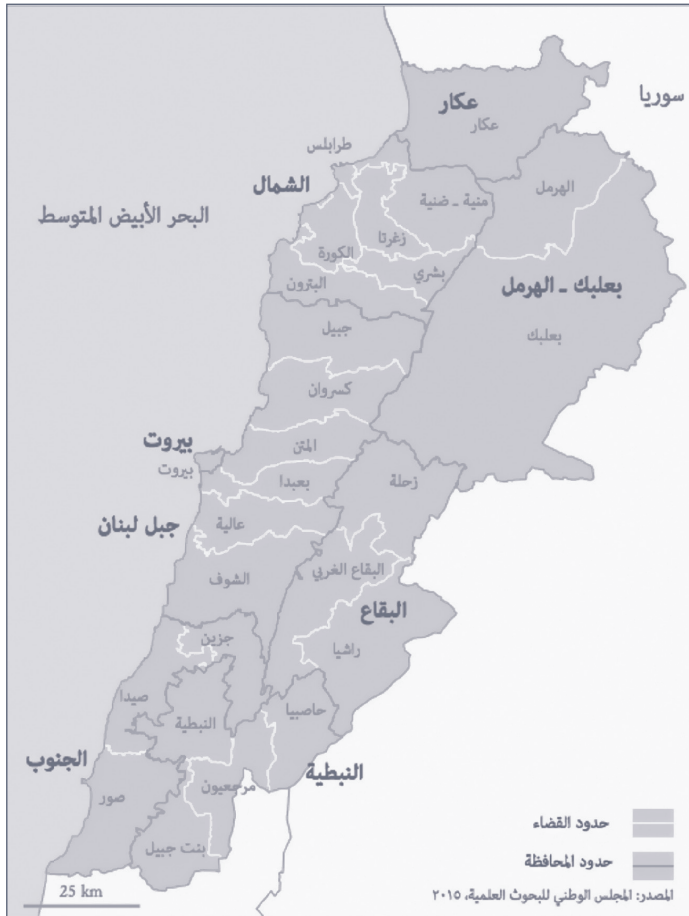 عكار
سوريا
عكار
طرابلس
الهرمل
الشمال
منية ـ ضنية
البحر الأبيض المتوسط
زغرتا
الكورة
بشري
البترون
بعلبك ـ الهرمل
جبيل
بعلبك
كسروان
بيروت
المتن
بيروت
بعبدا
زحلة
جبل لبنان
عالية
البقاع الغربي
الشوف
البقاع
جزين
راشيا
صيدا
حاصبيا
النبطية
الجنوب
النبطية
مرجعيون
صور
بنت جبيل
حدود القضاء
حدود المحافظة
25 km
المصدر: المجلس الوطني للبحوث العلمية، ٢٠١٥